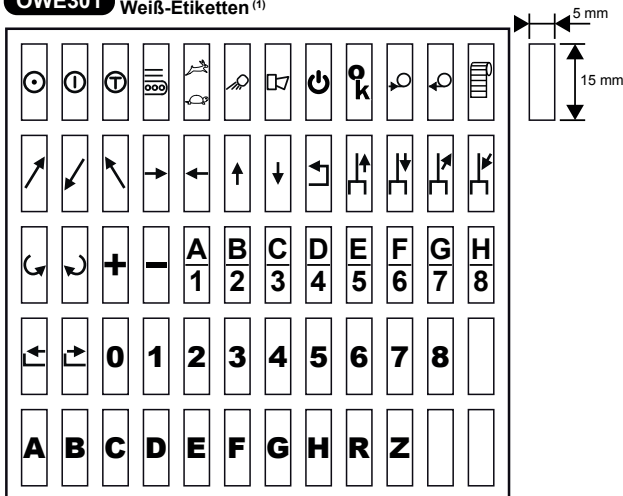 OWE301 Weiß-Etiketten (1)
5 mm
15 mm
T ok
+ - A/1 B/2 C/3 D/4 E/5 F/6 G/7 H/8
0 1 2 3 4 5 6 7 8
A B C D E F G H R Z